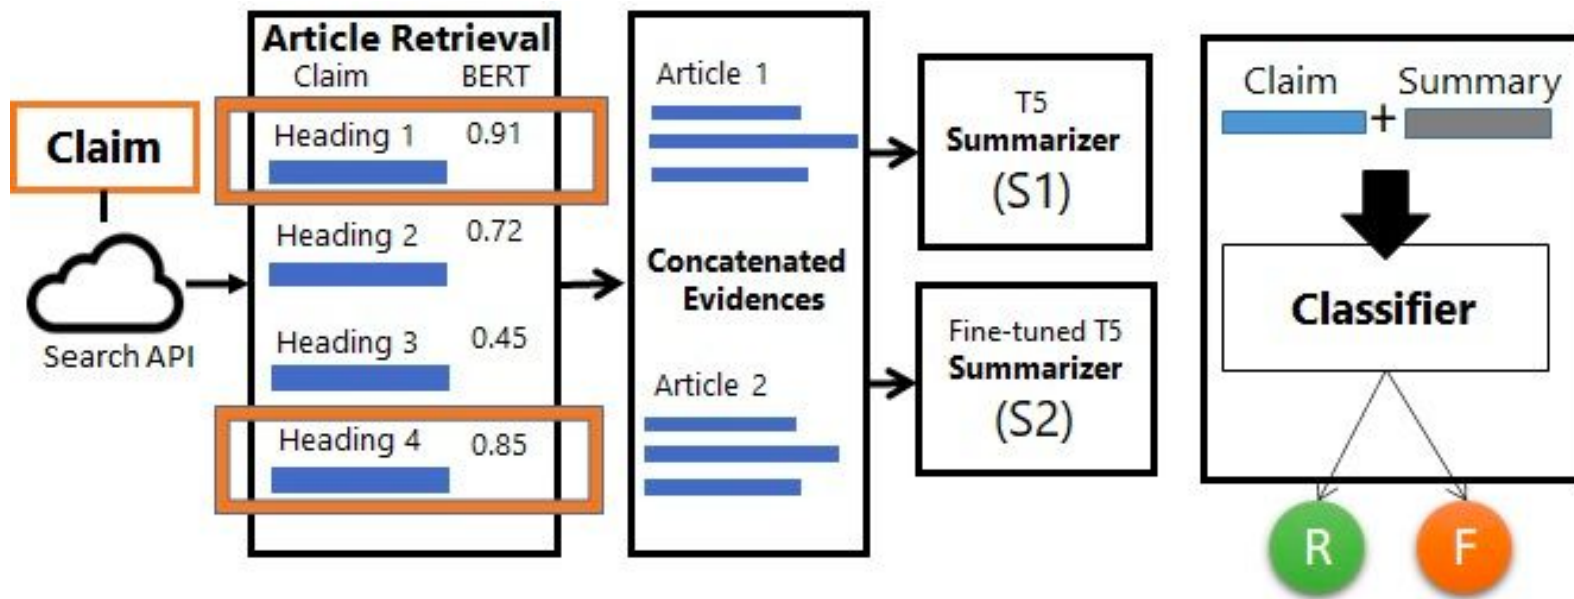 Claim
Search API
Article Retrieval
Claim BERT
Heading 1 0.91
Heading 2 0.72
Heading 3 0.45
Heading 4 0.85
Article 1
Concatenated
Evidences
Article 2
T5
Summarizer
(S1)
Fine-tuned T5
Summarizer
(S2)
Claim Summary
+
Classifier
R F